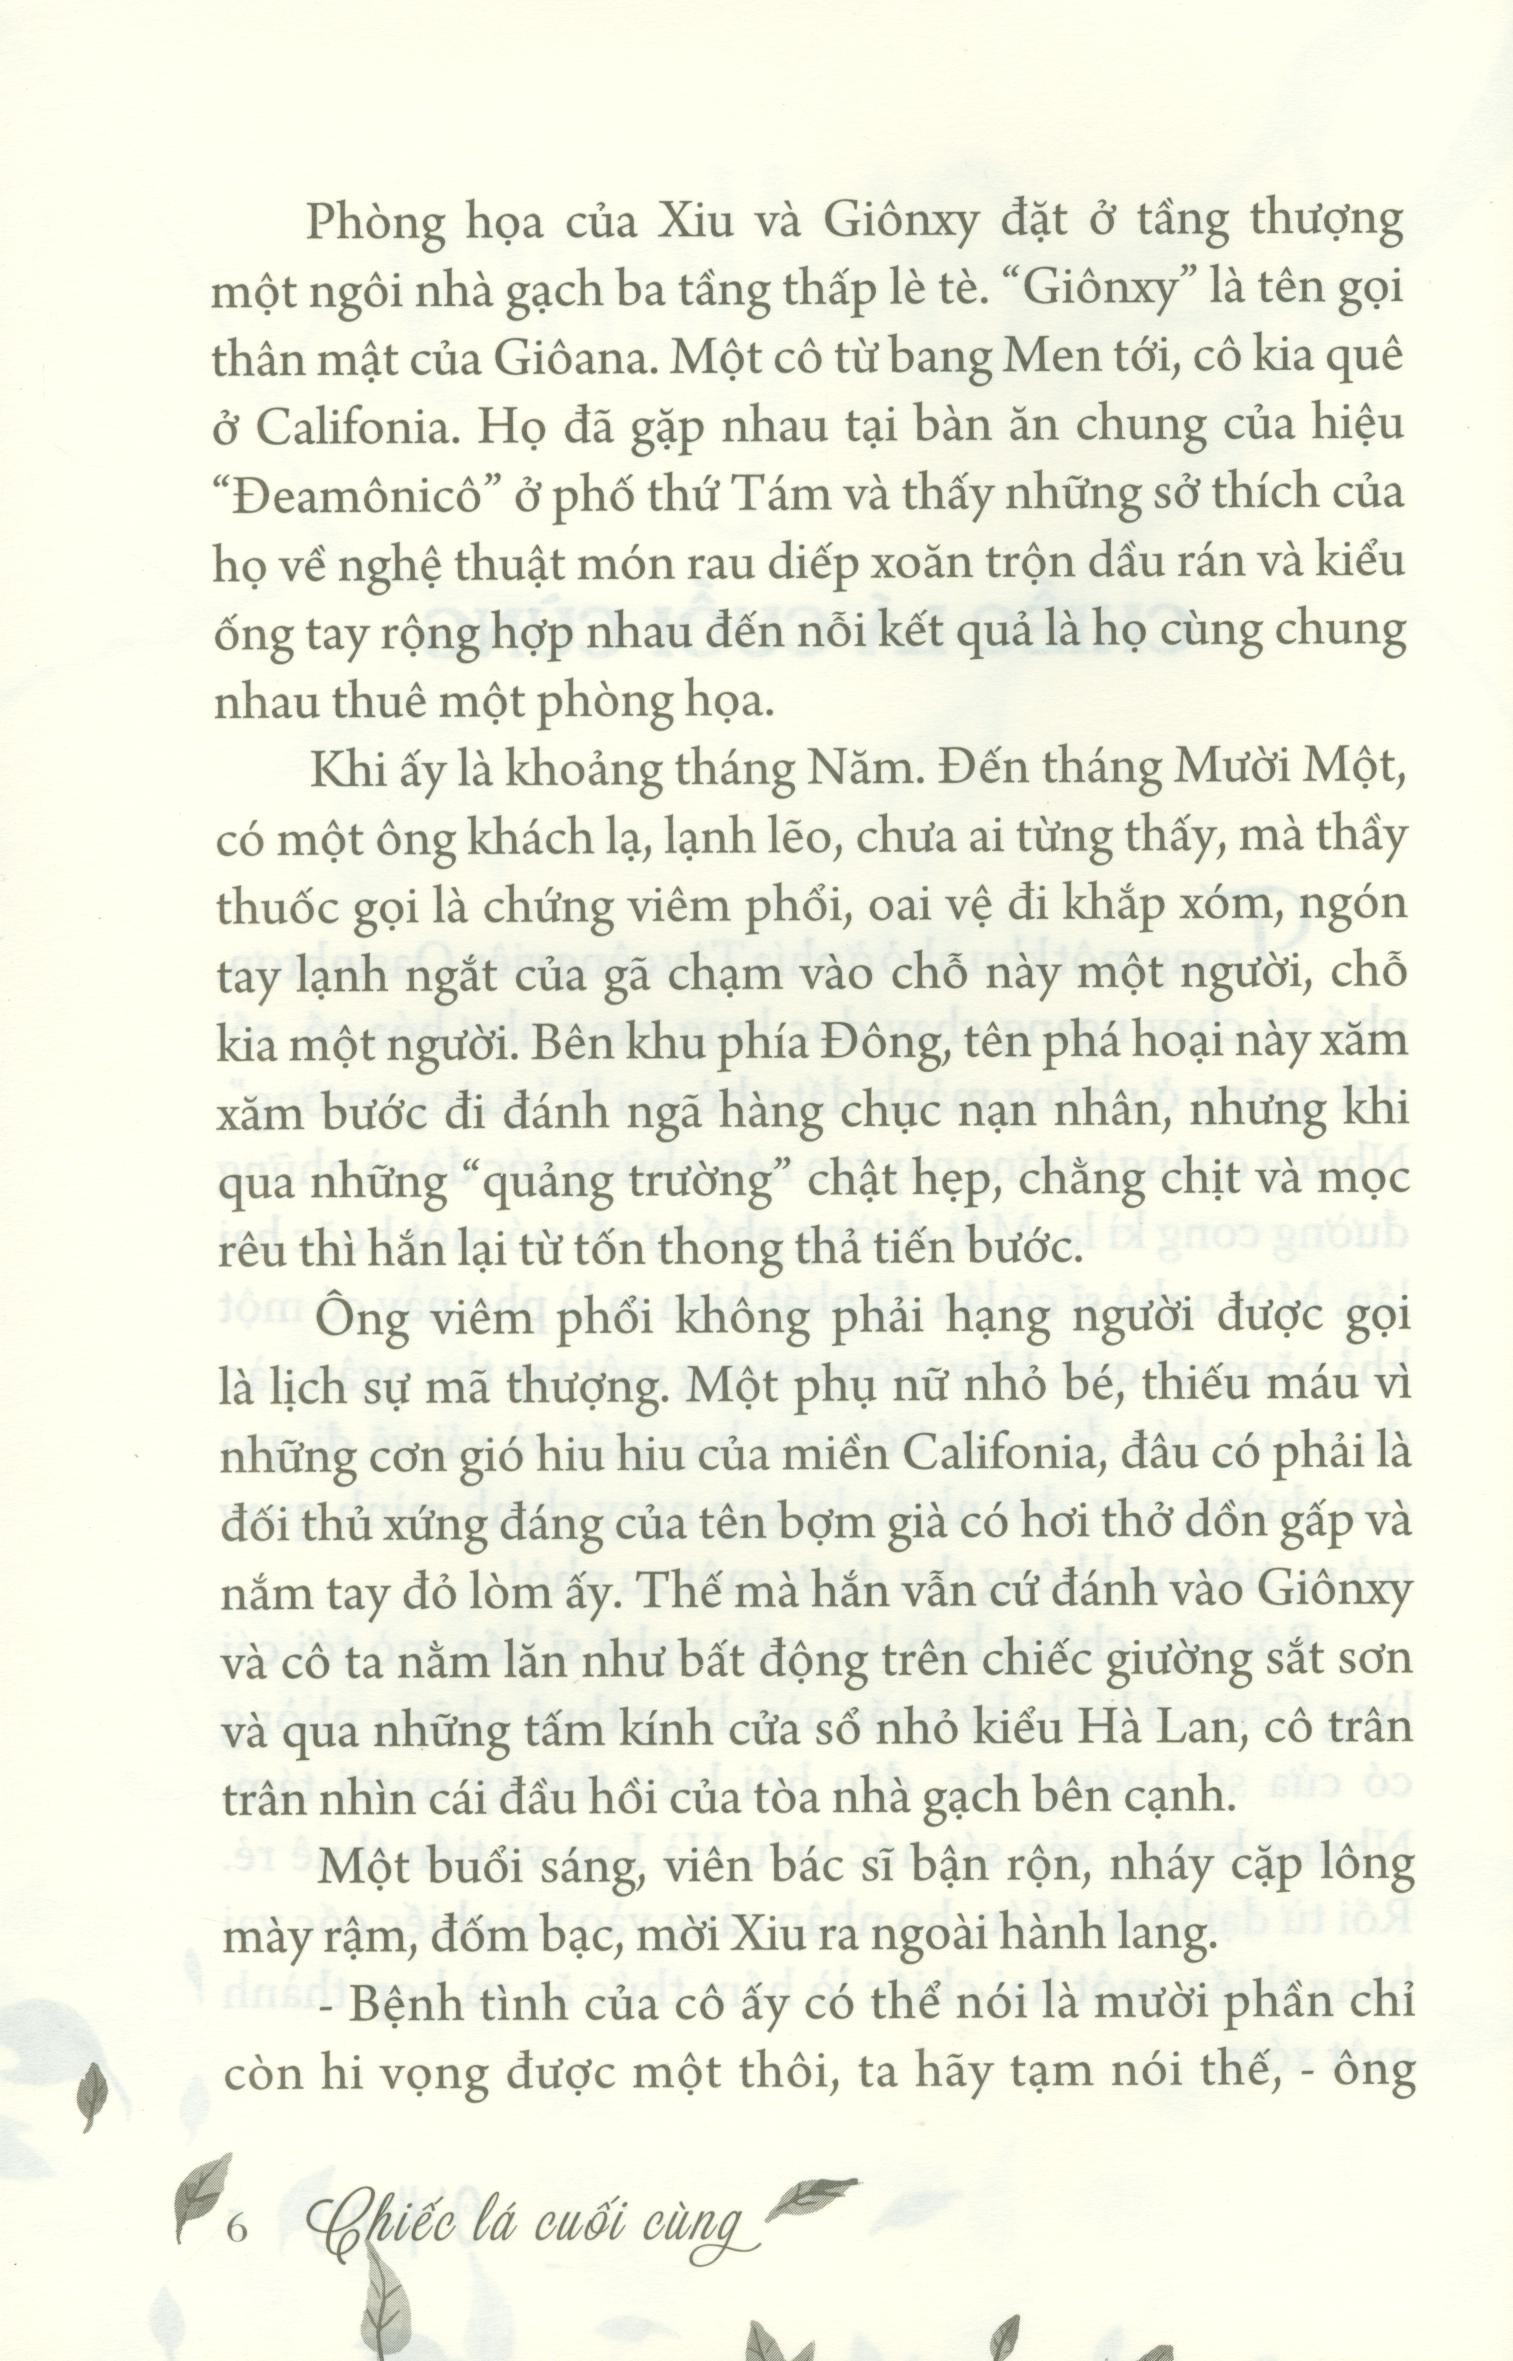 Phòng họa của Xiu và Giônxy đặt ở tầng thượng
một ngôi nhà gạch ba tầng thấp lè tè. “Giônxy” là tên gọi
thân mật của Giôana. Một cô từ bang Men tới, cô kia quê
ở Califonia. Họ đã gặp nhau tại bàn ăn chung của hiệu
“Đeamônicô” ở phố thứ Tám và thấy những sở thích của
họ về nghệ thuật món rau diếp xoăn trộn dầu rán và kiểu
ống tay rộng hợp nhau đến nỗi kết quả là họ cùng chung
nhau thuê một phòng họa.
Khi ấy là khoảng tháng Năm. Đến tháng Mười Một,
có một ông khách lạ, lạnh lẽo, chưa ai từng thấy, mà thầy
thuốc gọi là chứng viêm phổi, oai vệ đi khắp xóm, ngón
tay lạnh ngắt của gã chạm vào chỗ này một người, chỗ
kia một người. Bên khu phía Đông, tên phá hoại này xăm
xăm bước đi đánh ngã hàng chục nạn nhân, nhưng khi
qua những “quảng trường” chật hẹp, chằng chịt và mọc
rêu thì hắn lại từ tốn thong thả tiến bước.
Ông viêm phổi không phải hạng người được gọi
là lịch sự mã thượng. Một phụ nữ nhỏ bé, thiếu máu vì
những cơn gió hiu hiu của miền Califonia, đâu có phải là
đối thủ xứng đáng của tên bợm già có hơi thở dồn gấp và
nắm tay đỏ lòm ấy. Thế mà hắn vẫn cứ đánh vào Giônxy
và cô ta nằm lăn như bất động trên chiếc giường sắt sơn
và qua những tấm kính cửa sổ nhỏ kiểu Hà Lan, cô trân
trân nhìn cái đầu hồi của tòa nhà gạch bên cạnh.
Một buổi sáng, viên bác sĩ bận rộn, nháy cặp lông
mày rậm, đốm bạc, mời Xiu ra ngoài hành lang.
- Bệnh tình của cô ấy có thể nói là mười phần chỉ
còn hi vọng được một thôi, ta hãy tạm nói thế, - ông
6 Chiếc lá cuối cùng